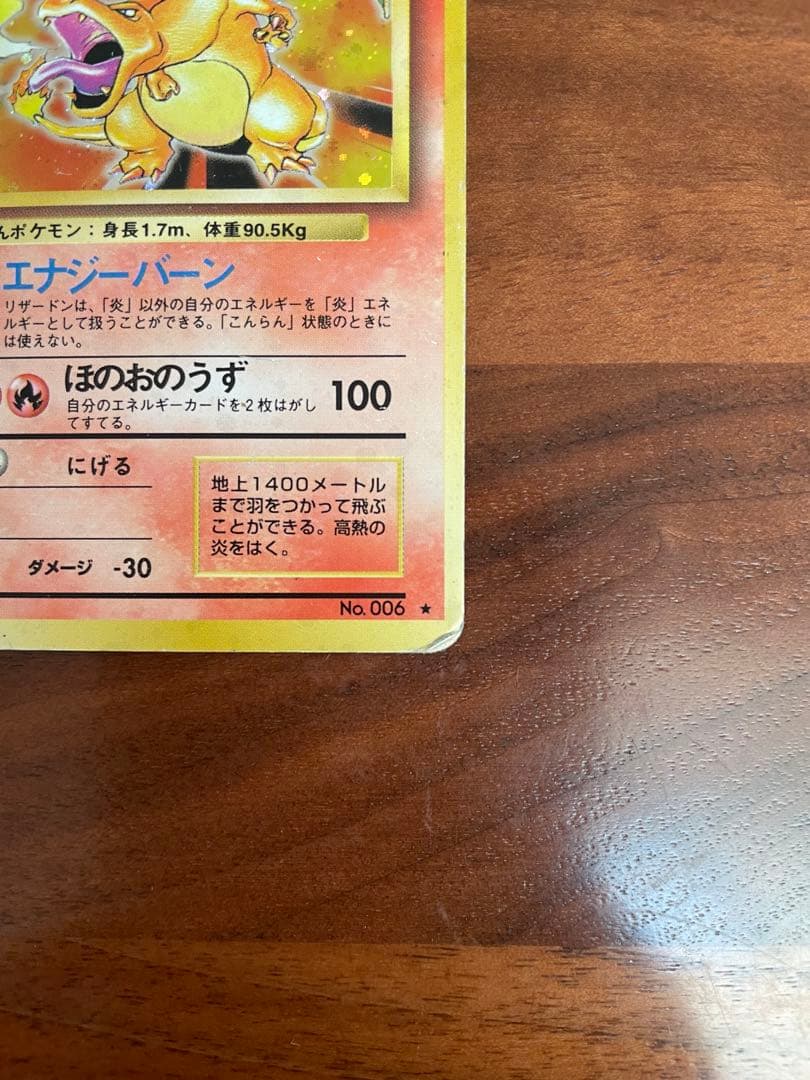 んポケモン：身長1.7m、体重90.5Kg
エナジーバーン
リザードンは、「炎」以外の自分のエネルギーを「炎」エネ
ルギーとして扱うことができる。「こんらん」状態のときに
は使えない。
ほのおのうず 100
自分のエネルギーカードを2枚はがし
てすてる。
にげる
地上1400メートル
まで羽をつかって飛ぶ
ことができる。高熱の
炎をはく。
ダメージ -30
No. 006 ★